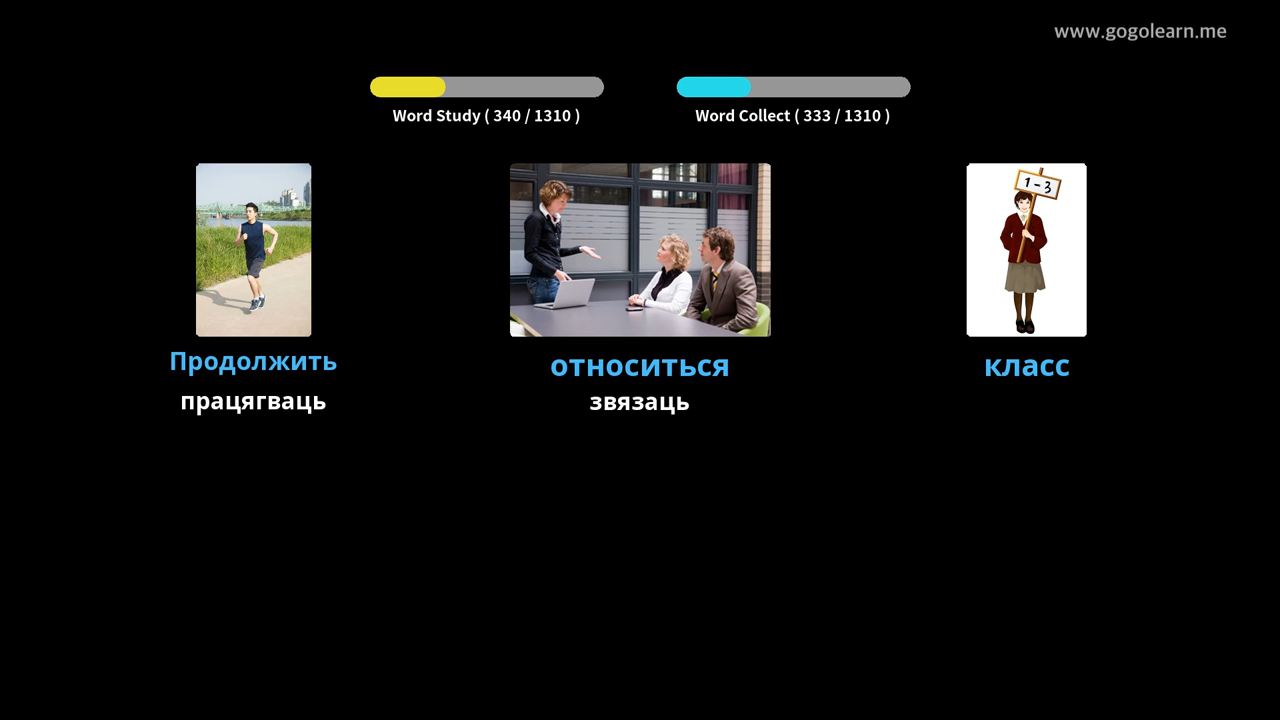 www.gogolearn.me
Word Study ( 340 / 1310 )
Word Collect ( 333 / 1310 )
1-3
Продолжить
працягваць
относиться
звязаць
класс